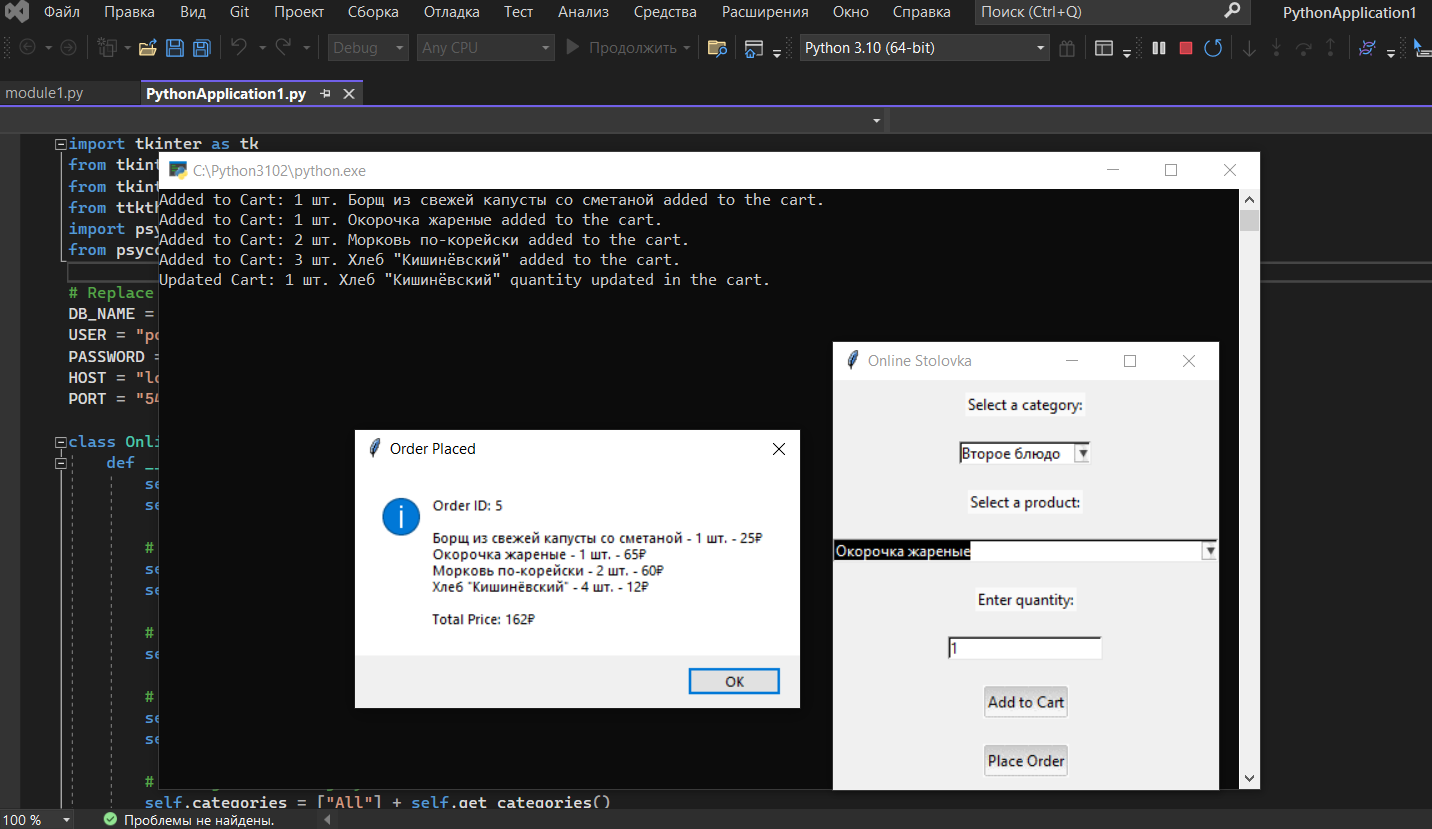 Файл Правка Вид Git Проект Сборка Отладка Тест Анализ Средства Расширения Окно Справка Поиск (Ctrl+Q) PythonApplication1
Debug Any CPU Продолжить Python 3.10 (64-bit)
module1.py PythonApplication1.py
import tkinter as tk
from
from
from
import
from
C:\Python3102\python.exe
Added to Cart: 1 шт. Борщ из свежей капусты со сметаной added to the cart.
Added to Cart: 1 шт. Окорочка жареные added to the cart.
Added to Cart: 2 шт. Морковь по-корейски added to the cart.
Added to Cart: 3 шт. Хлеб "Кишинёвский" added to the cart.
Updated Cart: 1 шт. Хлеб "Кишинёвский" quantity updated in the cart.
# Replace
DB_NAME =
USER = "po
PASSWORD =
HOST = "lo
PORT = "54
class Onli
def __
se
se
#
se
se
#
se
#
se
se
#
self.categories = ["All"] + self.get_categories()
Order Placed
Order ID: 5
Борщ из свежей капусты со сметаной - 1 шт. - 25₽
Окорочка жареные - 1 шт. - 65₽
Морковь по-корейски - 2 шт. - 60₽
Хлеб "Кишинёвский" - 4 шт. - 12₽
Total Price: 162₽
OK
Online Stolovka
Select a category:
Второе блюдо
Select a product:
Окорочка жареные
Enter quantity:
1
Add to Cart
Place Order
100 % Проблемы не найдены.